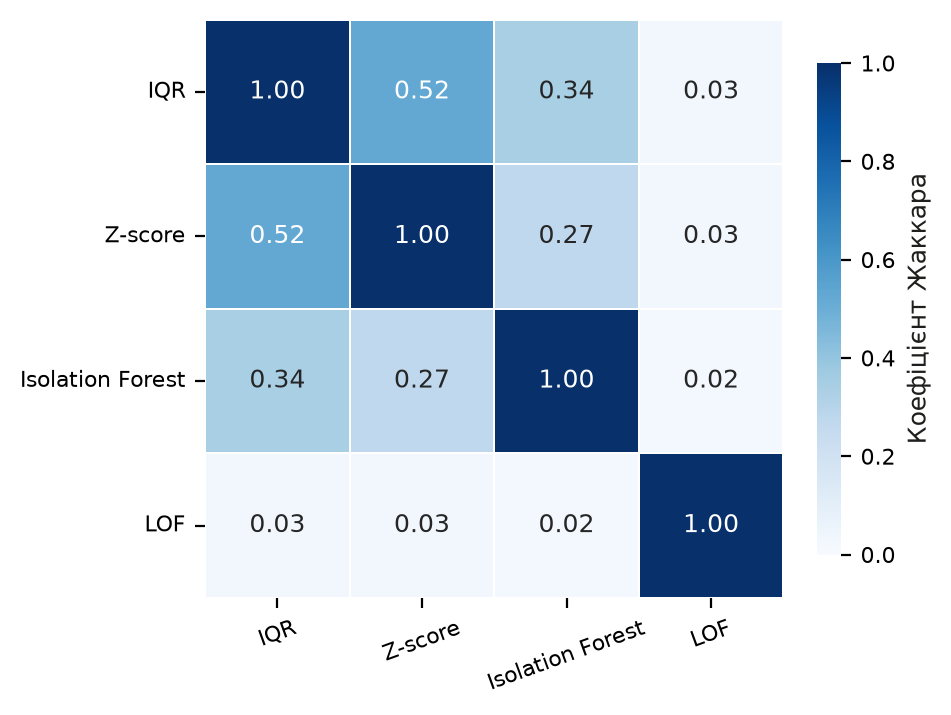 IQR 1.00 0.52 0.34 0.03
Z-score 0.52 1.00 0.27 0.03
Isolation Forest 0.34 0.27 1.00 0.02
LOF 0.03 0.03 0.02 1.00
IQR Z-score Isolation Forest LOF
1.0
0.8
0.6
0.4
0.2
0.0
Коефіцієнт Жаккара